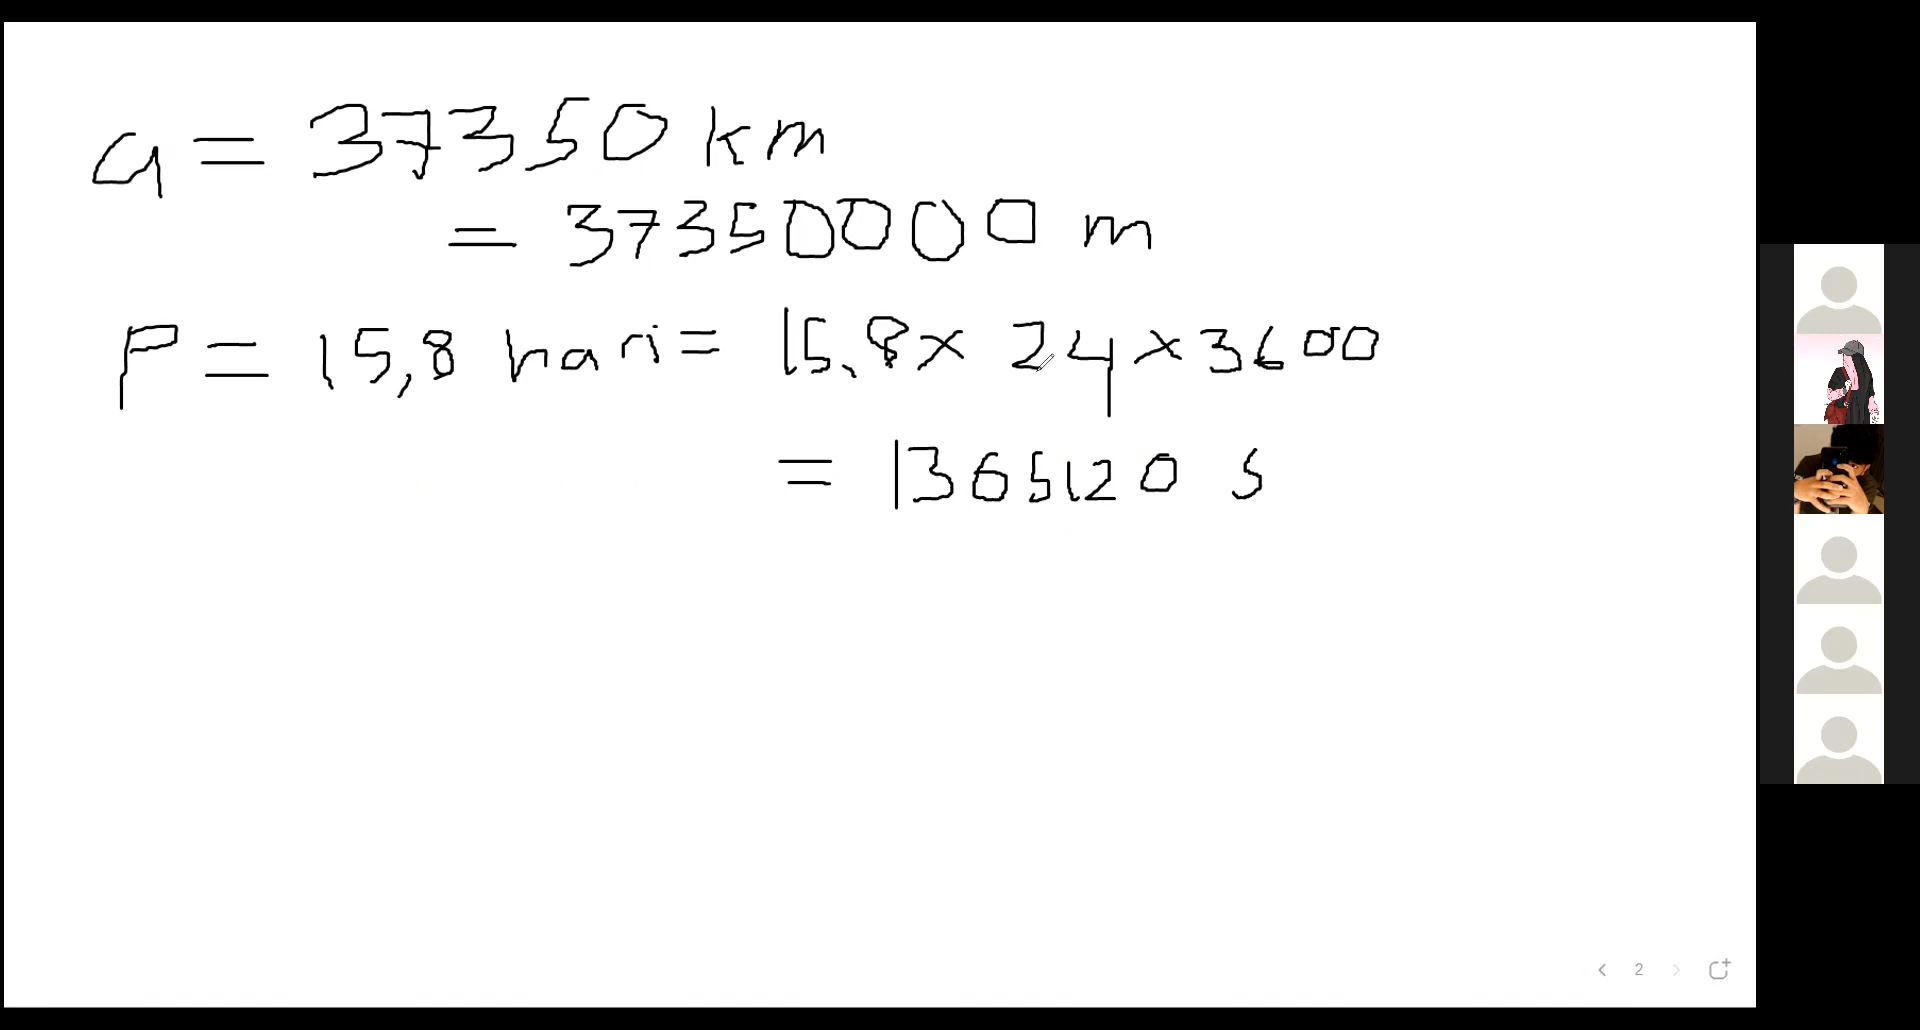 a = 37350 km
= 37350000 m
P = 15,8 hari = 15.8 x 24 x 3600
= 1365120 s
2